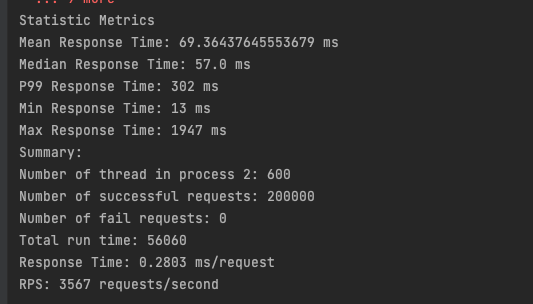 ... 7 more
Statistic Metrics
Mean Response Time: 69.36437645553679 ms
Median Response Time: 57.0 ms
P99 Response Time: 302 ms
Min Response Time: 13 ms
Max Response Time: 1947 ms
Summary:
Number of thread in process 2: 600
Number of successful requests: 200000
Number of fail requests: 0
Total run time: 56060
Response Time: 0.2803 ms/request
RPS: 3567 requests/second